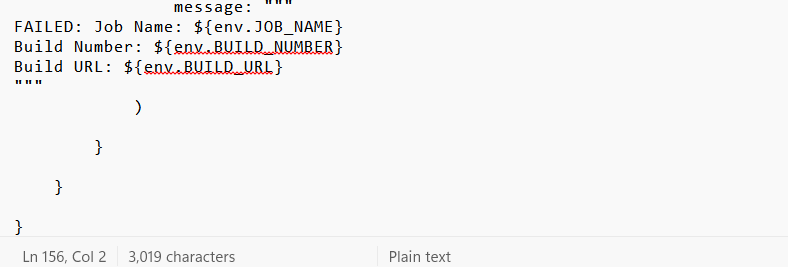 message: """
FAILED: Job Name: ${env.JOB_NAME}
Build Number: ${env.BUILD_NUMBER}
Build URL: ${env.BUILD_URL}
"""
)
}
}
}
Ln 156, Col 2 3,019 characters Plain text